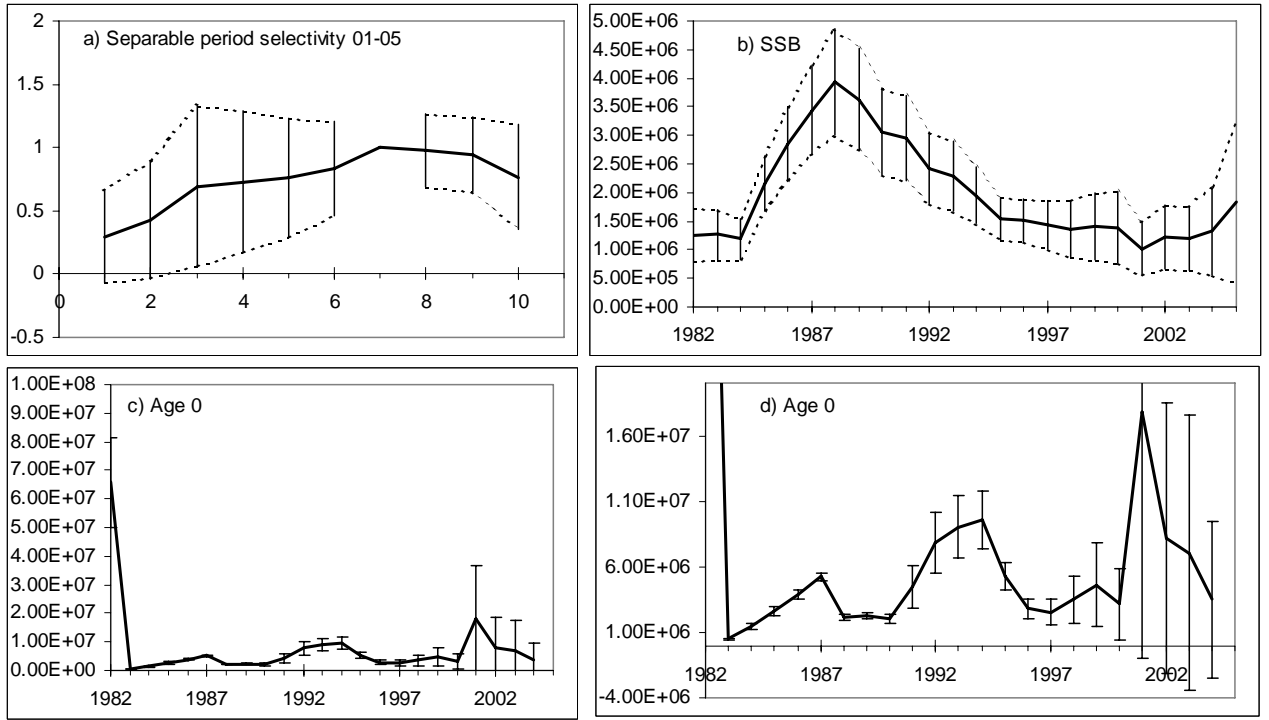 a) Separable period selectivity 01-05
2
1.5
1
0.5
0
-0.5
0 2 4 6 8 10
b) SSB
5.00E+06
4.50E+06
4.00E+06
3.50E+06
3.00E+06
2.50E+06
2.00E+06
1.50E+06
1.00E+06
5.00E+05
0.00E+00
1982 1987 1992 1997 2002
c) Age 0
1.00E+08
9.00E+07
8.00E+07
7.00E+07
6.00E+07
5.00E+07
4.00E+07
3.00E+07
2.00E+07
1.00E+07
0.00E+00
1982 1987 1992 1997 2002
d) Age 0
1.60E+07
1.10E+07
6.00E+06
1.00E+06
-4.00E+06
1982 1987 1992 1997 2002